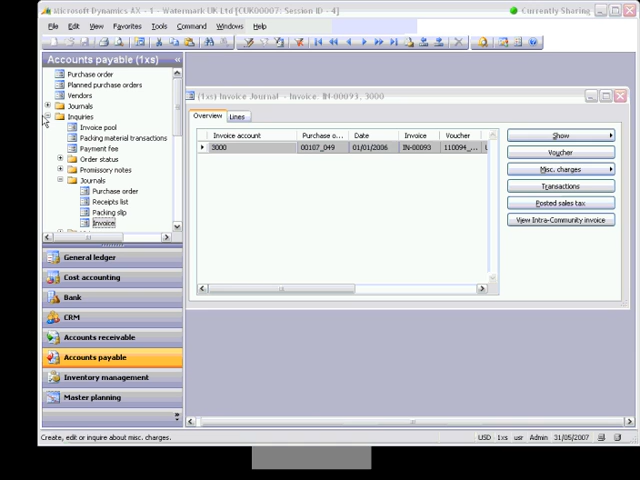 Microsoft Dynamics AX - 1 - Watermark UK Ltd [CUK00007: Session ID - 4]
Currently Sharing
File Edit View Favorites Tools Command Window Help
Accounts payable (1xs)
Purchase order
Planned purchase orders
Vendors
Journals
Inquiries
Invoice pool
Packing material transactions
Payment fee
Order status
Promissory notes
Journals
Purchase order
Receipts list
Packing slip
Invoice
General ledger
Cost accounting
Bank
CRM
Accounts receivable
Accounts payable
Inventory management
Master planning
(1xs) Invoice Journal - Invoice: IN-00093, 3000
Overview Lines
Invoice account Purchase o... Date Invoice Voucher
3000 00107_049 01/01/2006 IN-00093 110094_...
Show
Voucher
Misc. charges
Transactions
Posted sales tax
View Intra-Community invoice
Create, edit or inquire about misc. charges.
USD 1xs usr Admin 31/05/2007